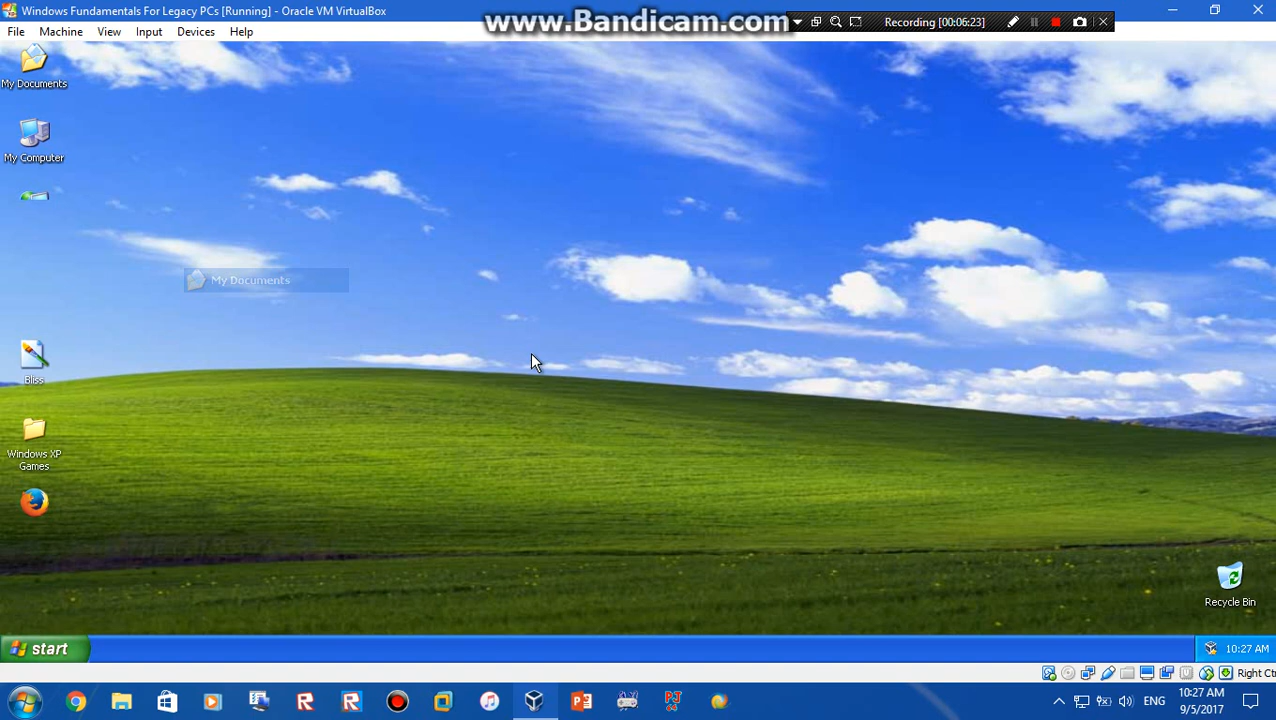 Windows Fundamentals For Legacy PCs [Running] - Oracle VM VirtualBox
www.Bandicam.com
Recording [00:06:23]
File Machine View Input Devices Help
My Documents
My Computer
My Documents
Bliss
Windows XP
Games
Recycle Bin
start
10:27 AM
Right Ct
ENG
10:27 AM
9/5/2017